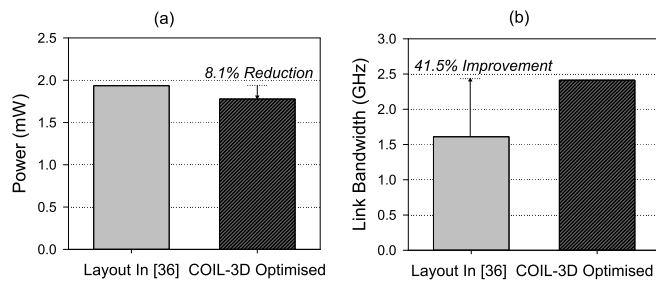 (a)
2.5
2.0
1.5
1.0
0.5
0.0
Power (mW)
8.1% Reduction
Layout In [36] COIL-3D Optimised
(b)
3.0
2.5
2.0
1.5
1.0
0.5
0.0
Link Bandwidth (GHz)
41.5% Improvement
Layout In [36] COIL-3D Optimised